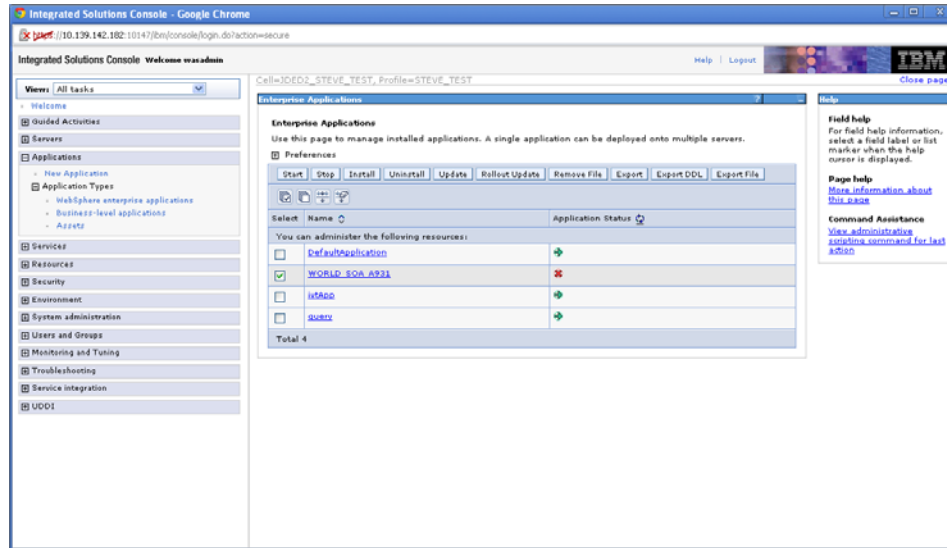 Integrated Solutions Console - Google Chrome
https://10.139.142.182:10147/ibm/console/login.do?action=secure
Integrated Solutions Console Welcome wasadmin
Help | Logout
IBM
Cell=JDED2_STEVE_TEST, Profile=STEVE_TEST
Close page
View: All tasks
Welcome
Guided Activities
Servers
Applications
New Application
Application Types
WebSphere enterprise applications
Business-level applications
Assets
Services
Resources
Security
Environment
System administration
Users and Groups
Monitoring and Tuning
Troubleshooting
Service integration
UDDI
Enterprise Applications
Enterprise Applications
Use this page to manage installed applications. A single application can be deployed onto multiple servers.
Preferences
Start Stop Install Uninstall Update Rollout Update Remove File Export Export DDL Export File
Select Name Application Status
You can administer the following resources:
DefaultApplication
WORLD_SOA_A931
ivtApp
query
Total 4
Help
Field help
For field help information,
select a field label or list
marker when the help
cursor is displayed.
Page help
More information about
this page
Command Assistance
View administrative
scripting command for last
action